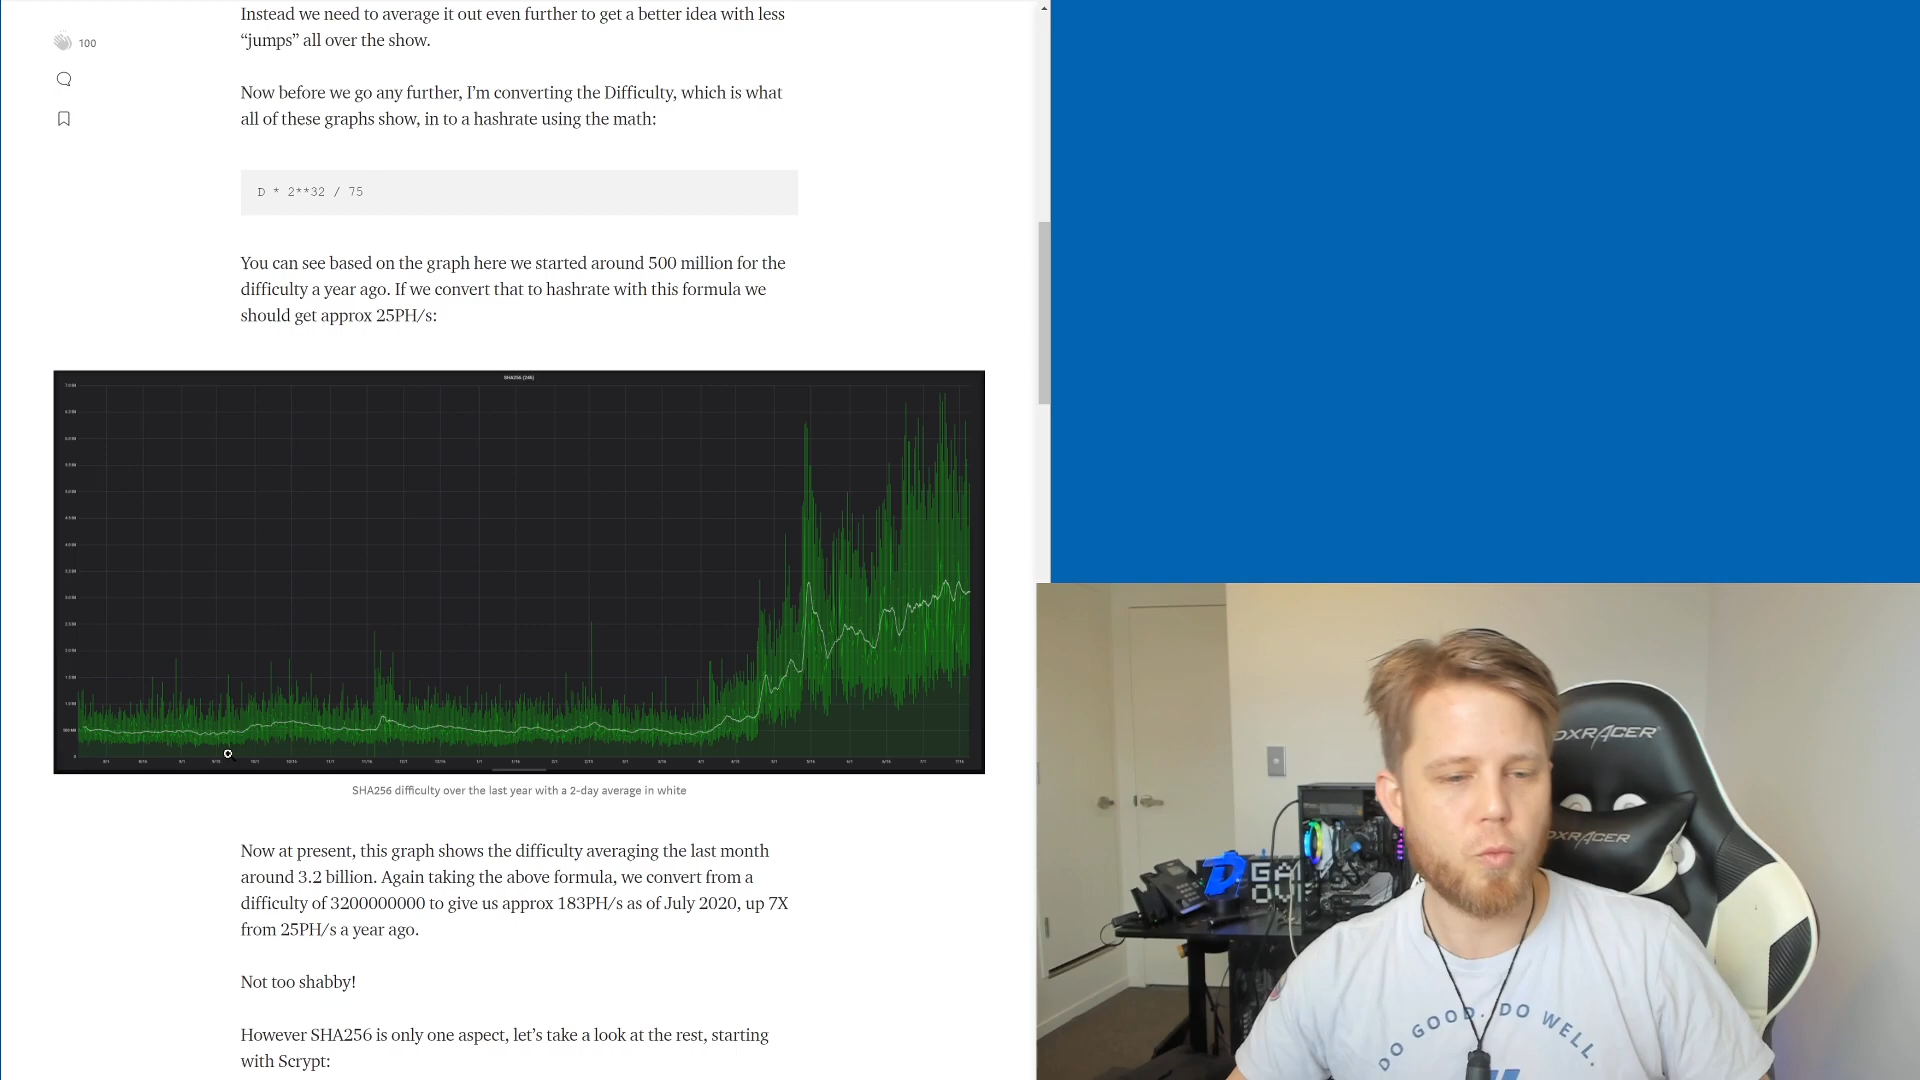 Instead we need to average it out even further to get a better idea with less
“jumps” all over the show.
100
Now before we go any further, I’m converting the Difficulty, which is what
all of these graphs show, in to a hashrate using the math:
D * 2**32 / 75
You can see based on the graph here we started around 500 million for the
difficulty a year ago. If we convert that to hashrate with this formula we
should get approx 25PH/s:
SHA256 difficulty over the last year with a 2-day average in white
Now at present, this graph shows the difficulty averaging the last month
around 3.2 billion. Again taking the above formula, we convert from a
difficulty of 3200000000 to give us approx 183PH/s as of July 2020, up 7X
from 25PH/s a year ago.
Not too shabby!
However SHA256 is only one aspect, let’s take a look at the rest, starting
with Scrypt:
DXRACER
DXRACER
DO GOOD. DO WELL.